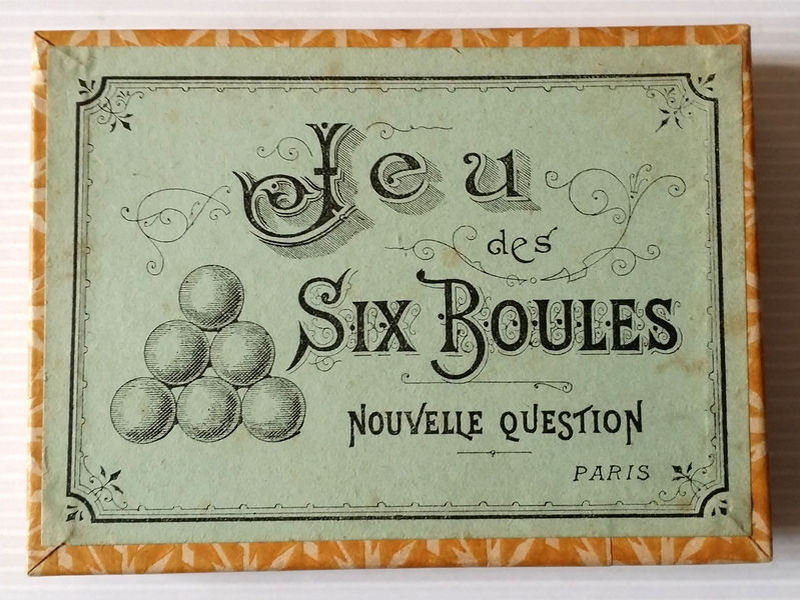 Jeu
des
SIX BOULES
NOUVELLE QUESTION
PARIS